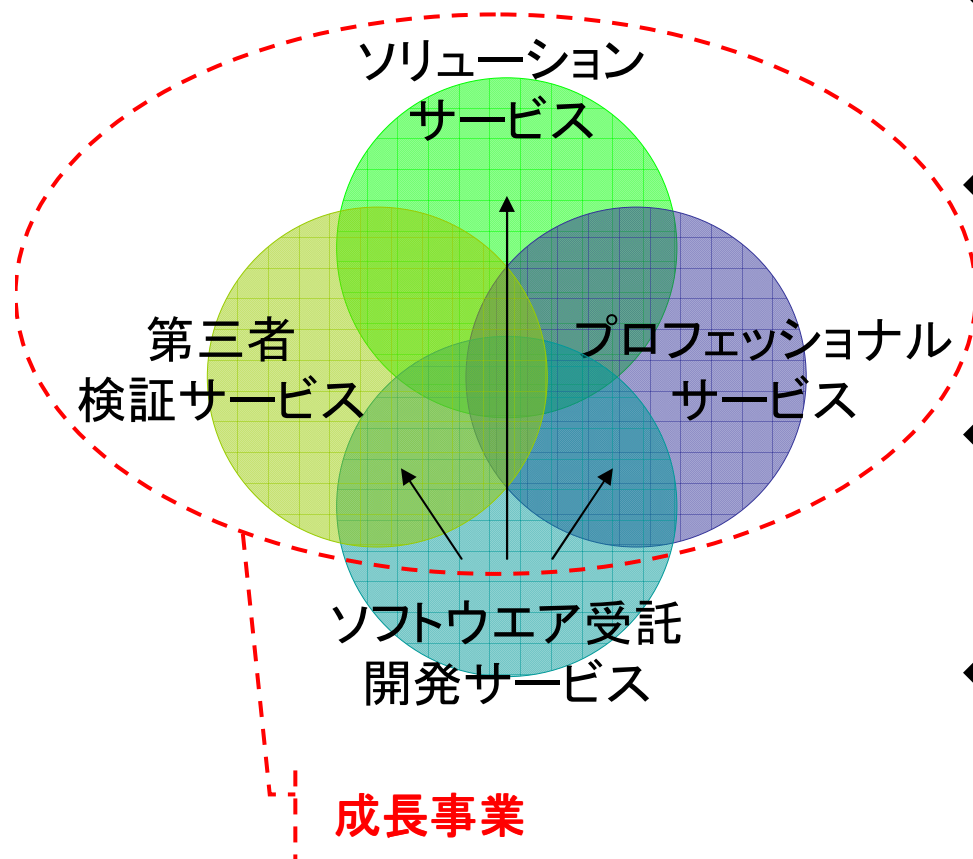 ソリューション
サービス
第三者
検証サービス
プロフェッショナル
サービス
ソフトウエア受託
開発サービス
成長事業